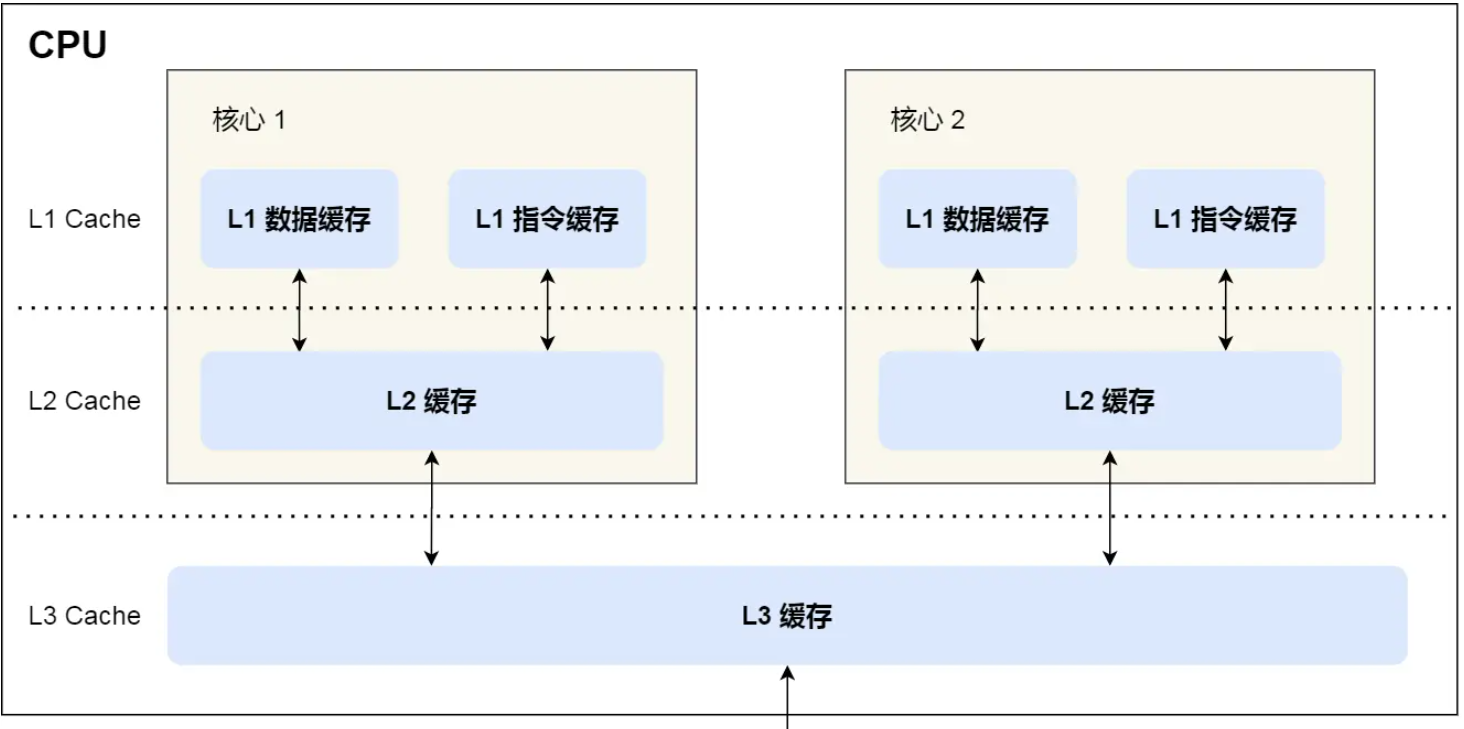 CPU
核心 1
核心 2
L1 Cache
L1 数据缓存
L1 指令缓存
L1 数据缓存
L1 指令缓存
L2 Cache
L2 缓存
L2 缓存
L3 Cache
L3 缓存